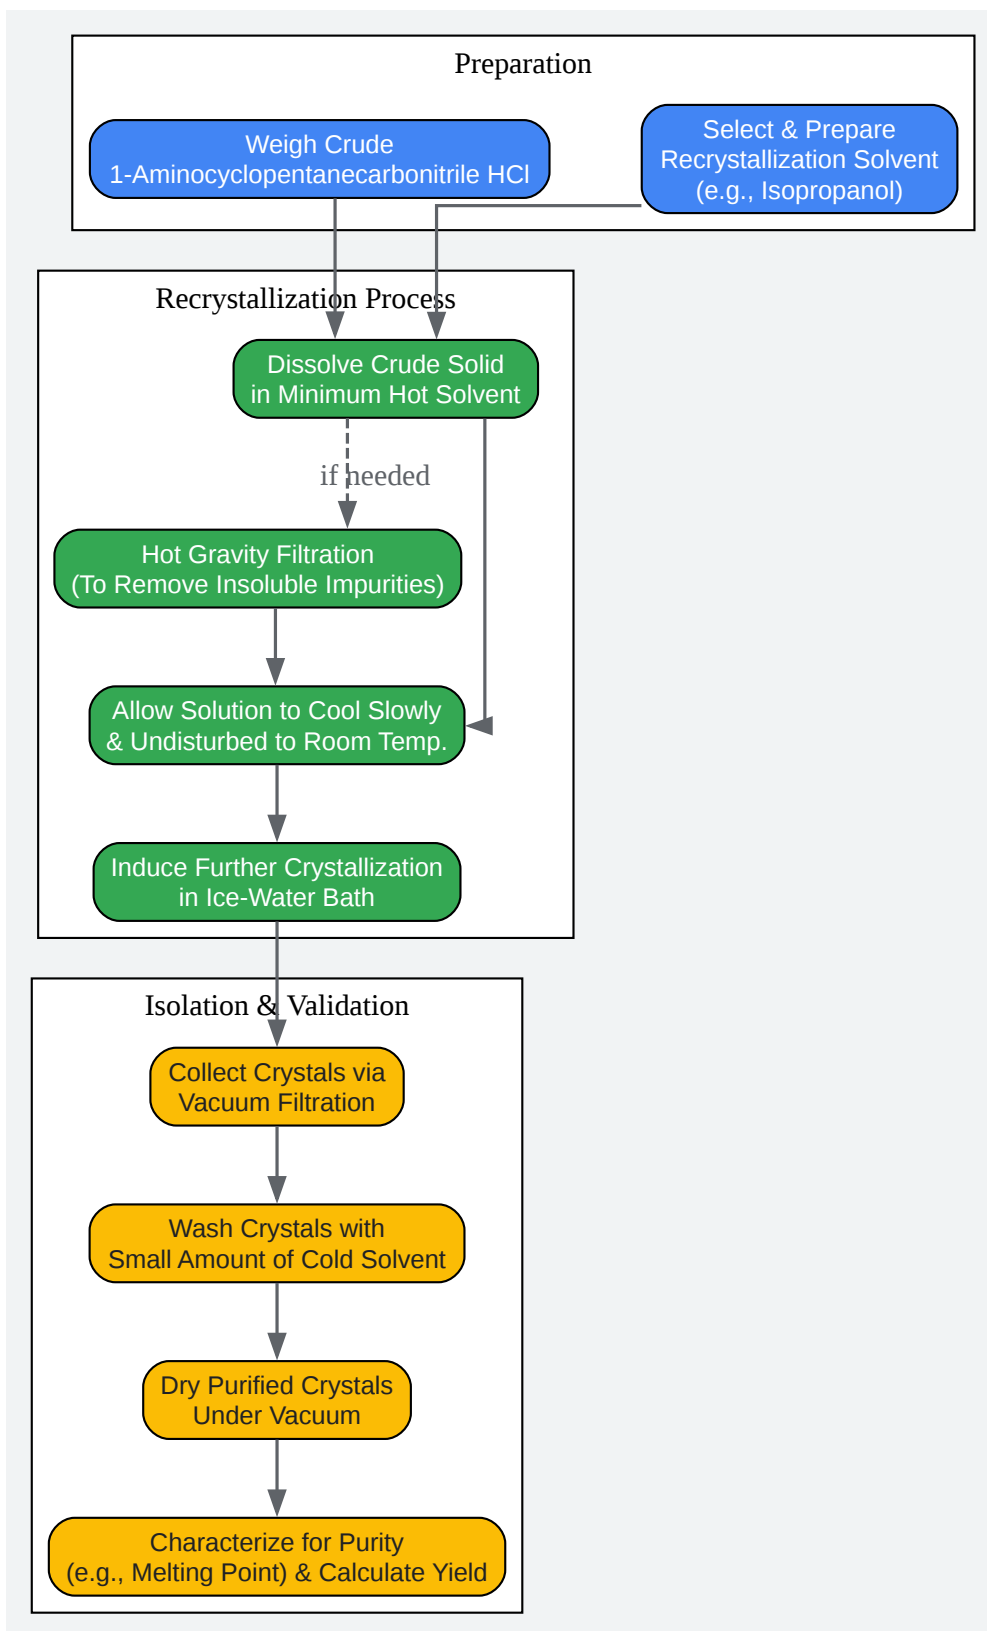 Preparation
Weigh Crude
1-Aminocyclopentanecarbonitrile HCl
Select & Prepare
Recrystallization Solvent
(e.g., Isopropanol)
Recrystallization Process
Dissolve Crude Solid
in Minimum Hot Solvent
if needed
Hot Gravity Filtration
(To Remove Insoluble Impurities)
Allow Solution to Cool Slowly
& Undisturbed to Room Temp.
Induce Further Crystallization
in Ice-Water Bath
Isolation & Validation
Collect Crystals via
Vacuum Filtration
Wash Crystals with
Small Amount of Cold Solvent
Dry Purified Crystals
Under Vacuum
Characterize for Purity
(e.g., Melting Point) & Calculate Yield